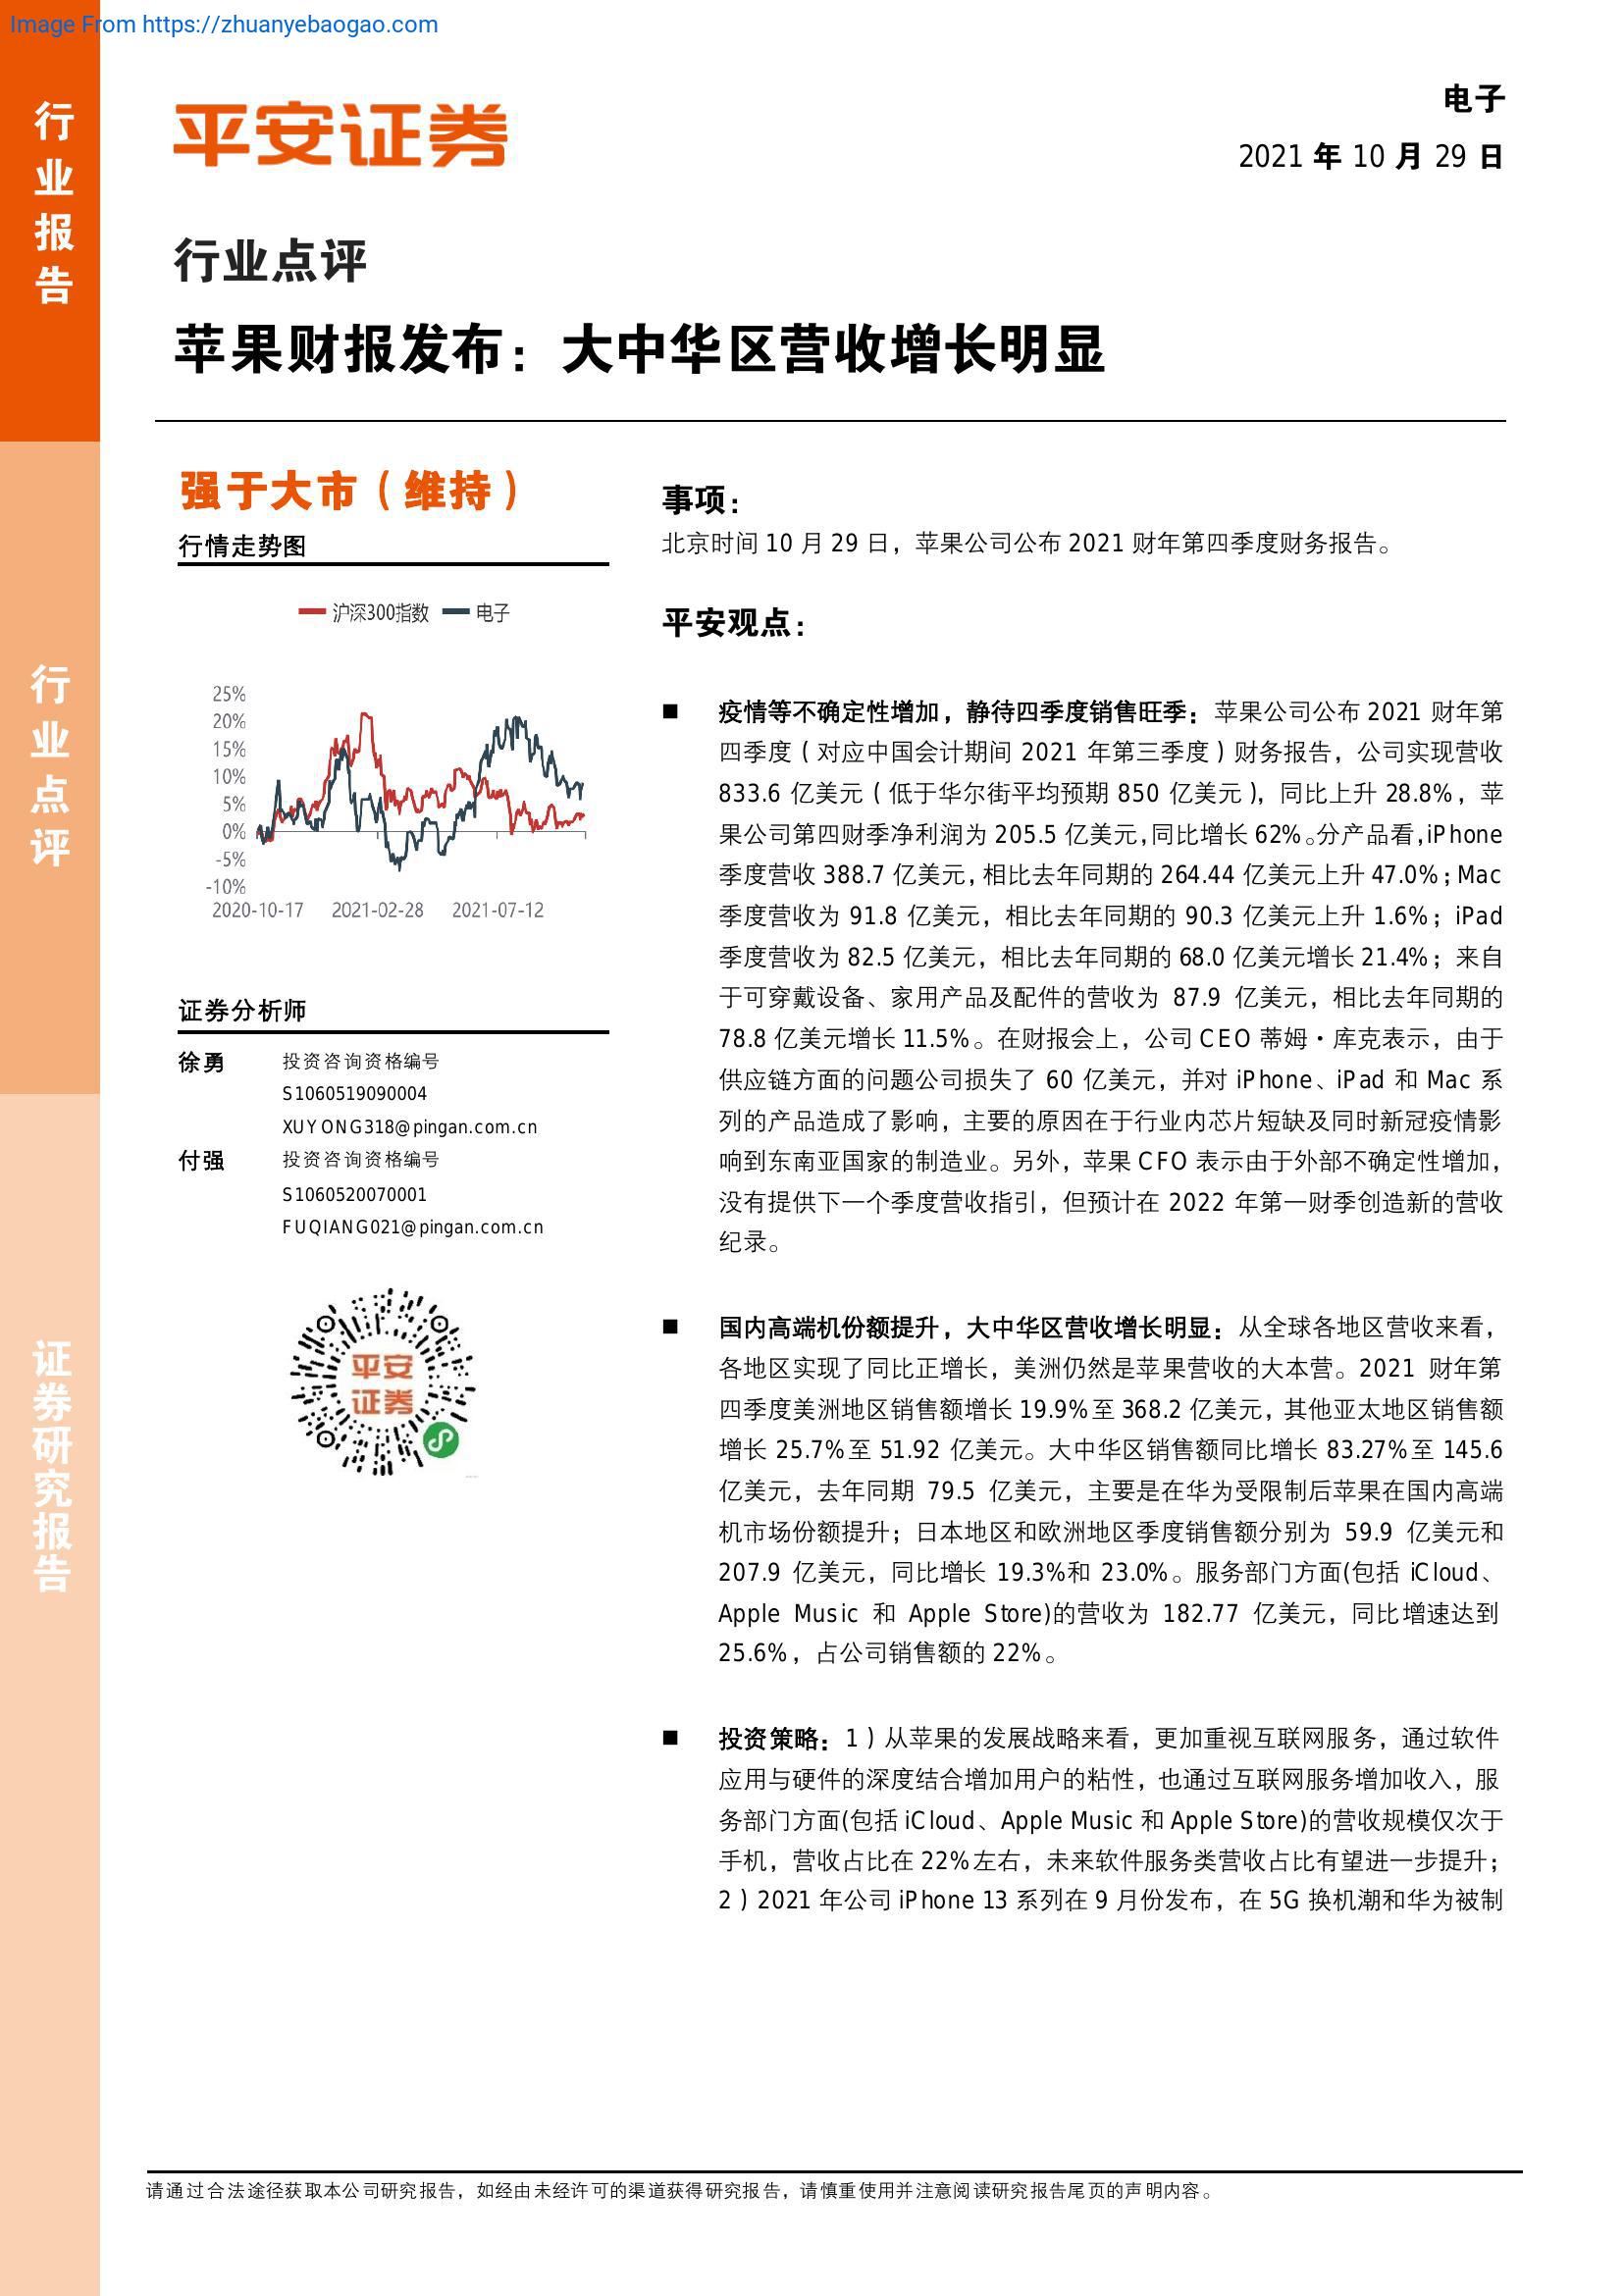 Image From https://zhuanyebaogao.com
行业报告
行业点评
证券研究报告
平安证券
电子
2021 年 10 月 29 日
行业点评
苹果财报发布：大中华区营收增长明显
强于大市（维持）
行情走势图
沪深300指数 电子
25%
20%
15%
10%
5%
0%
-5%
-10%
2020-10-17 2021-02-28 2021-07-12
证券分析师
徐勇 投资咨询资格编号
S1060519090004
XUYONG318@pingan.com.cn
付强 投资咨询资格编号
S1060520070001
FUQIANG021@pingan.com.cn
平安
证券
事项：
北京时间 10 月 29 日，苹果公司公布 2021 财年第四季度财务报告。
平安观点：
■ 疫情等不确定性增加，静待四季度销售旺季：苹果公司公布 2021 财年第
四季度（对应中国会计期间 2021 年第三季度）财务报告，公司实现营收
833.6 亿美元（低于华尔街平均预期 850 亿美元），同比上升 28.8%，苹
果公司第四财季净利润为 205.5 亿美元，同比增长 62%。分产品看，iPhone
季度营收 388.7 亿美元，相比去年同期的 264.44 亿美元上升 47.0%；Mac
季度营收为 91.8 亿美元，相比去年同期的 90.3 亿美元上升 1.6%；iPad
季度营收为 82.5 亿美元，相比去年同期的 68.0 亿美元增长 21.4%；来自
于可穿戴设备、家用产品及配件的营收为 87.9 亿美元，相比去年同期的
78.8 亿美元增长 11.5%。在财报会上，公司 CEO 蒂姆·库克表示，由于
供应链方面的问题公司损失了 60 亿美元，并对 iPhone、iPad 和 Mac 系
列的产品造成了影响，主要的原因在于行业内芯片短缺及同时新冠疫情影
响到东南亚国家的制造业。另外，苹果 CFO 表示由于外部不确定性增加，
没有提供下一个季度营收指引，但预计在 2022 年第一财季创造新的营收
纪录。
■ 国内高端机份额提升，大中华区营收增长明显：从全球各地区营收来看，
各地区实现了同比正增长，美洲仍然是苹果营收的大本营。2021 财年第
四季度美洲地区销售额增长 19.9%至 368.2 亿美元，其他亚太地区销售额
增长 25.7%至 51.92 亿美元。大中华区销售额同比增长 83.27%至 145.6
亿美元，去年同期 79.5 亿美元，主要是在华为受限制后苹果在国内高端
机市场份额提升；日本地区和欧洲地区季度销售额分别为 59.9 亿美元和
207.9 亿美元，同比增长 19.3%和 23.0%。服务部门方面(包括 iCloud、
Apple Music 和 Apple Store)的营收为 182.77 亿美元，同比增速达到
25.6%，占公司销售额的 22%。
■ 投资策略：1）从苹果的发展战略来看，更加重视互联网服务，通过软件
应用与硬件的深度结合增加用户的粘性，也通过互联网服务增加收入，服
务部门方面(包括 iCloud、Apple Music 和 Apple Store)的营收规模仅次于
手机，营收占比在 22%左右，未来软件服务类营收占比有望进一步提升；
2）2021 年公司 iPhone 13 系列在 9 月份发布，在 5G 换机潮和华为被制
请通过合法途径获取本公司研究报告，如经由未经许可的渠道获得研究报告，请慎重使用并注意阅读研究报告尾页的声明内容。